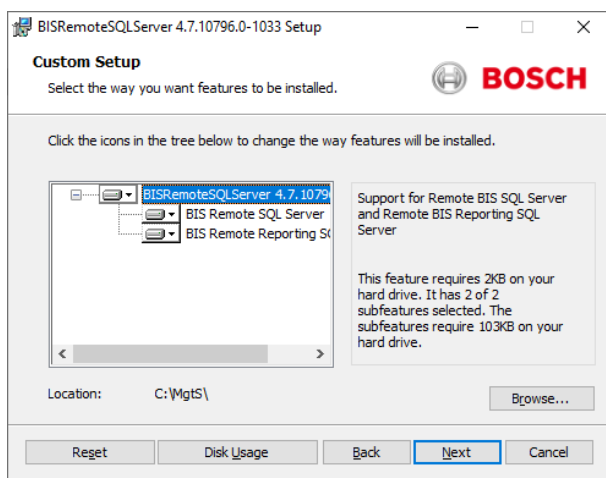 BISRemoteSQLServer 4.7.10796.0-1033 Setup
Custom Setup
Select the way you want features to be installed.
BOSCH
Click the icons in the tree below to change the way features will be installed.
BISRemoteSQLServer 4.7.1079
BIS Remote SQL Server
BIS Remote Reporting S
Support for Remote BIS SQL Server
and Remote BIS Reporting SQL
Server
This feature requires 2KB on your
hard drive. It has 2 of 2
subfeatures selected. The
subfeatures require 103KB on your
hard drive.
Location: C:\MgtS\
Browse...
Reset Disk Usage Back Next Cancel